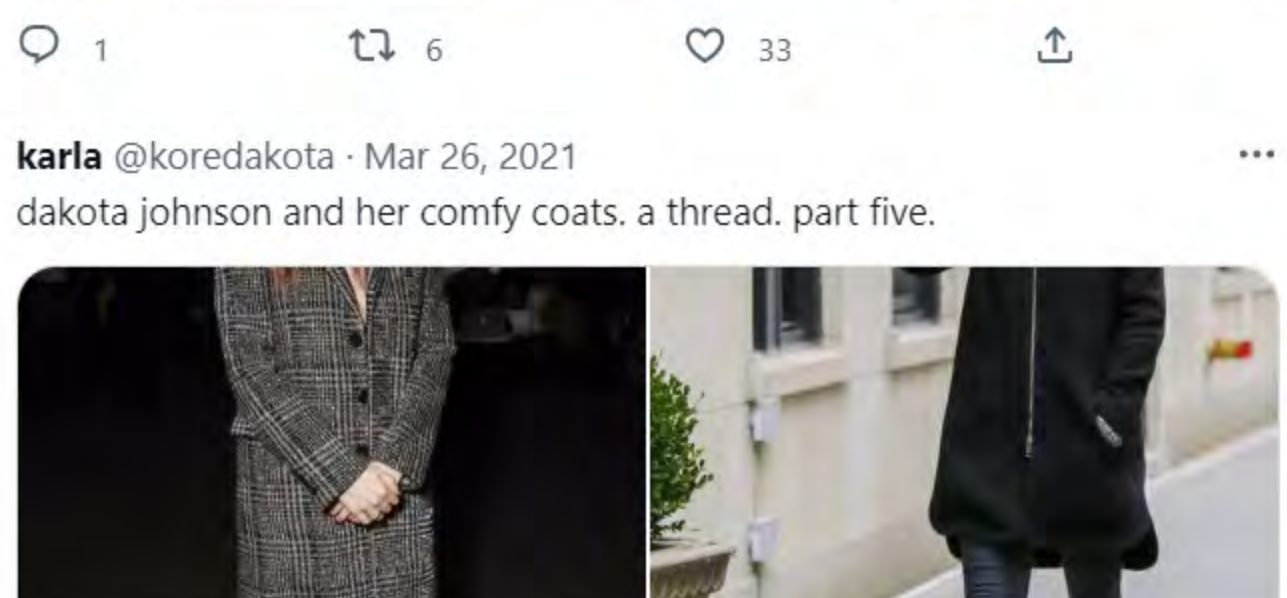 1 6 33
karla @koredakota · Mar 26, 2021
dakota johnson and her comfy coats. a thread. part five.